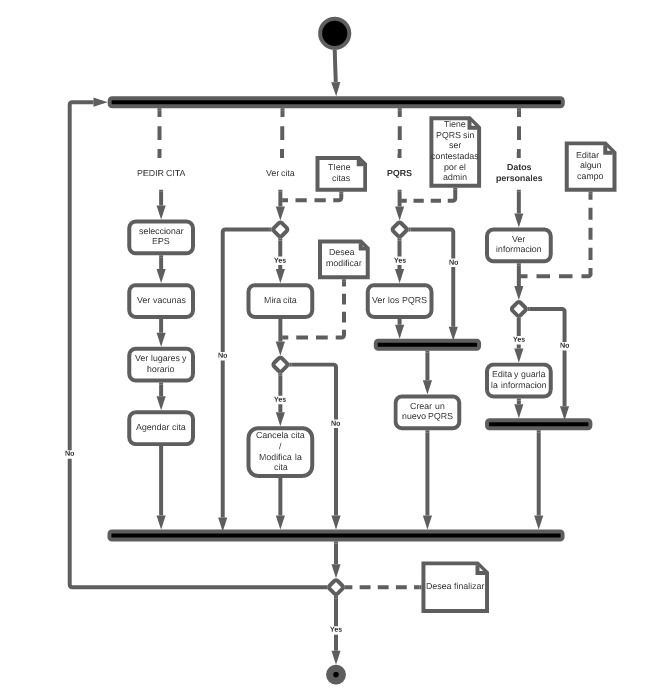 Tiene
PQRS sin
ser
contestadas
por el
admin
PEDIR CITA
Ver cita
TIene
citas
PQRS
Datos
personales
Editar
algun
campo
seleccionar
EPS
Yes
Desea
modificar
Yes
No
Ver
informacion
Ver vacunas
Mira cita
Ver los PQRS
Yes
No
Ver lugares y
horario
No
Yes
No
Edita y guarla
la informacion
Crear un
nuevo PQRS
Agendar cita
Cancela cita
/
Modifica la
cita
No
Desea finalizar
Yes